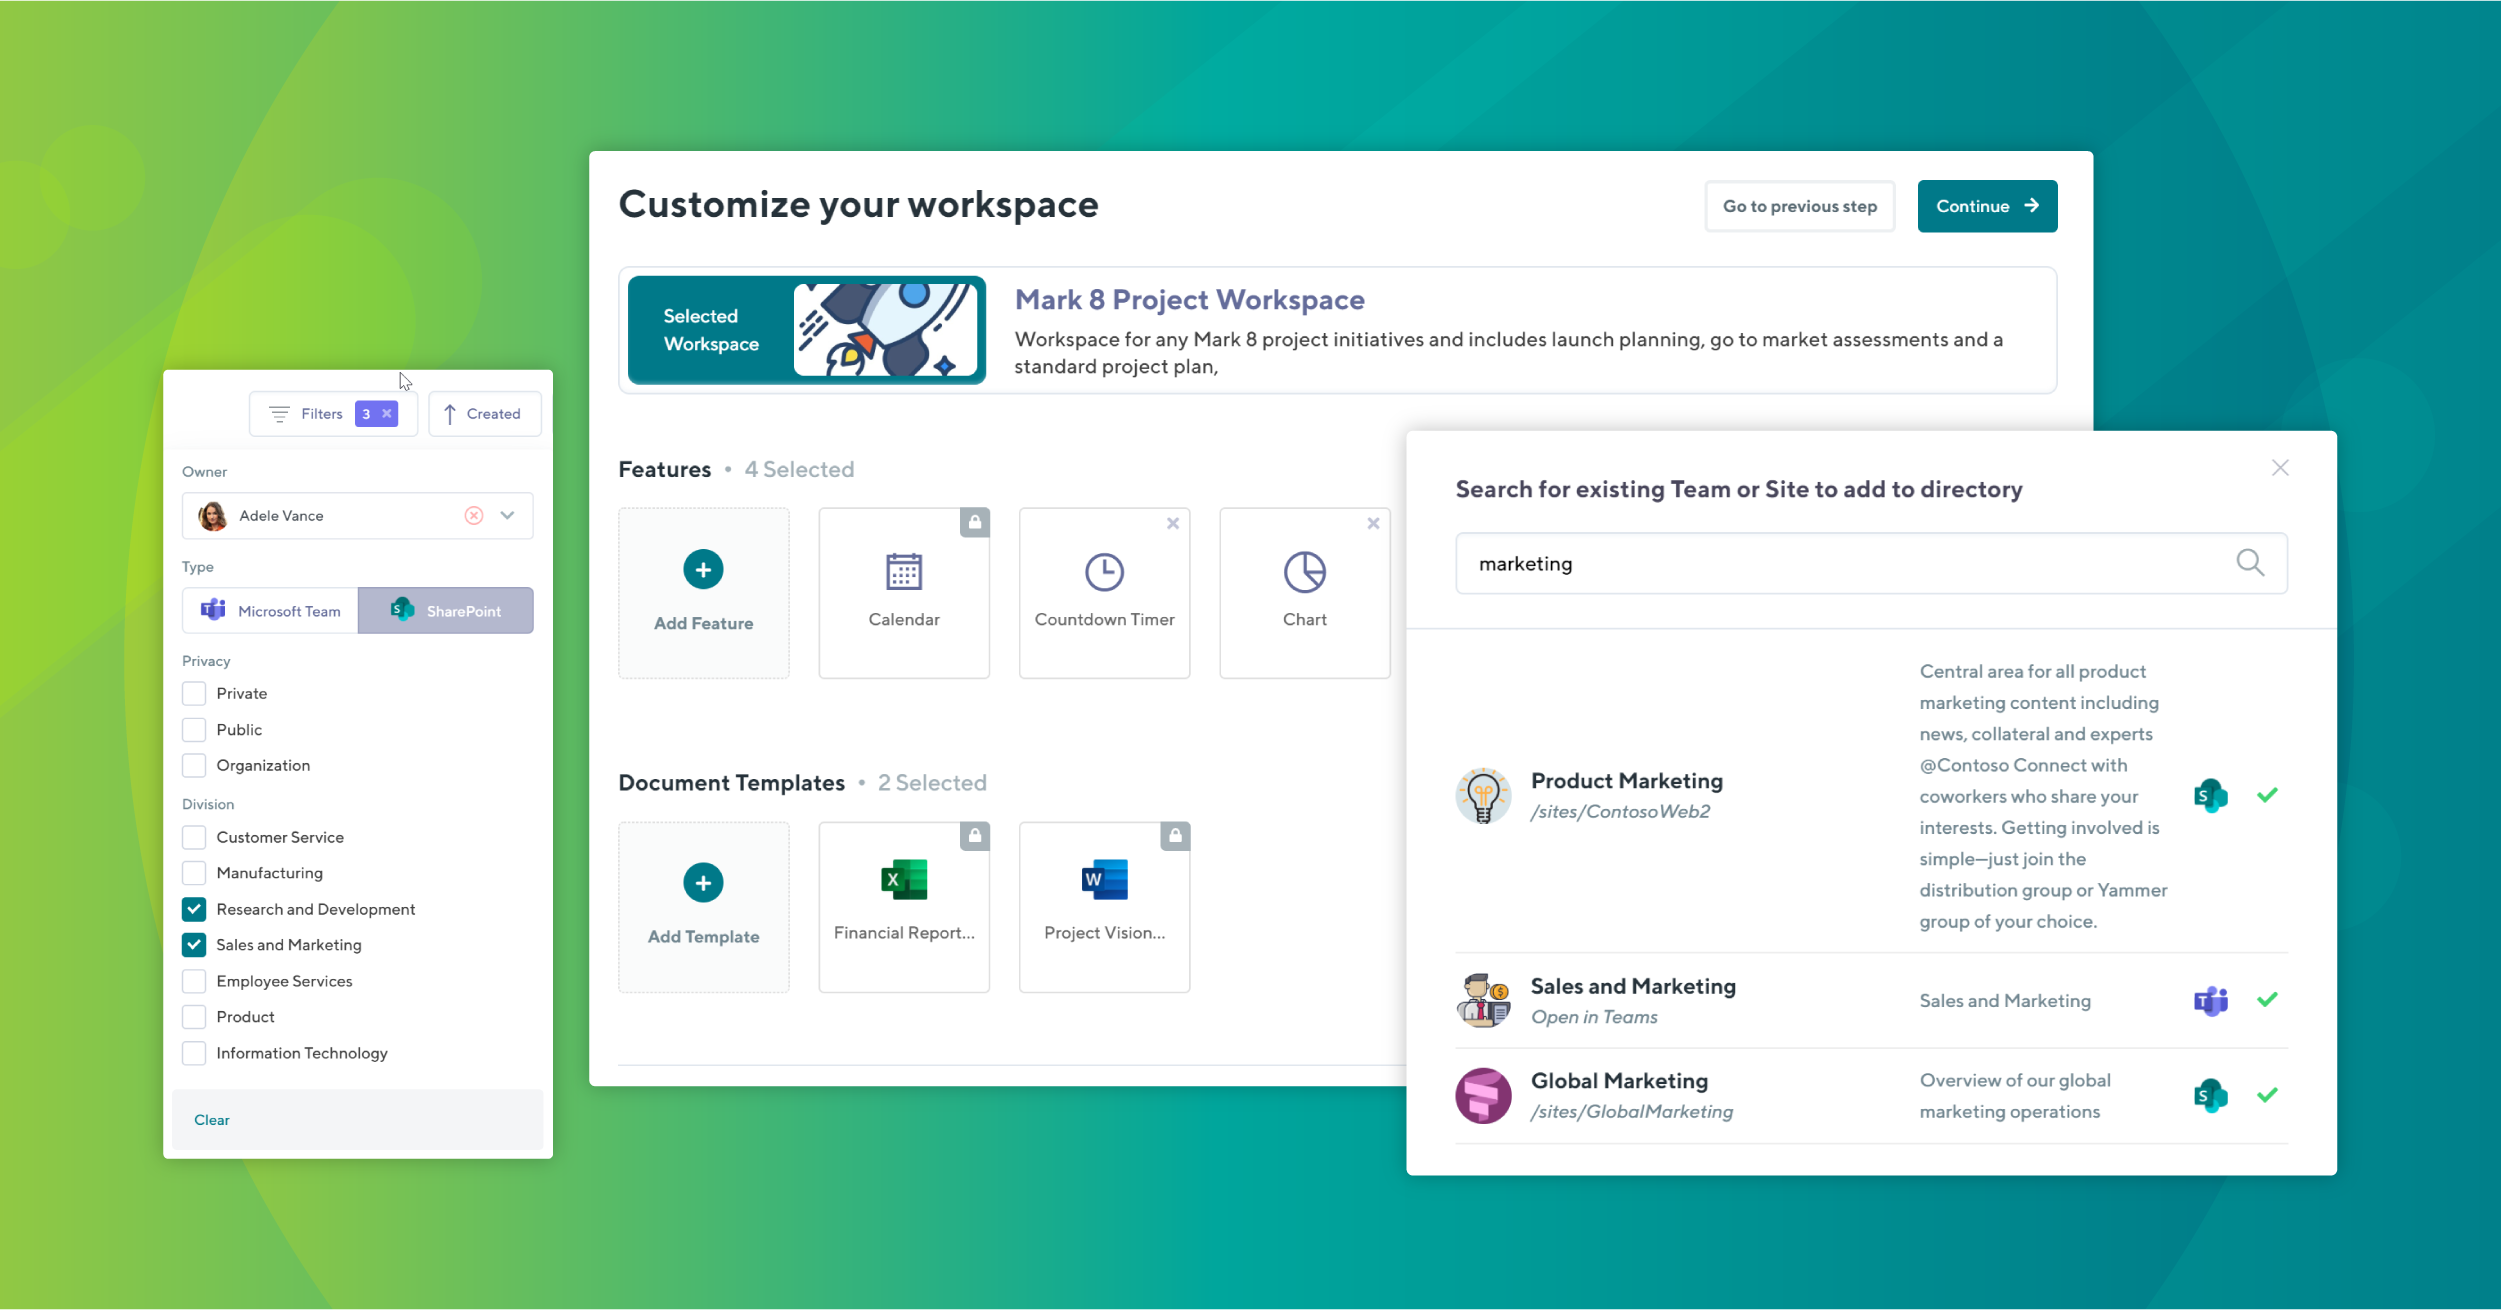 Customize your workspace
Go to previous step
Continue
Selected
Workspace
Mark 8 Project Workspace
Workspace for any Mark 8 project initiatives and includes launch planning, go to market assessments and a
standard project plan,
Features • 4 Selected
Add Feature
Calendar
Countdown Timer
Chart
Document Templates • 2 Selected
Add Template
Financial Report...
Project Vision...
Filters 3
Created
Owner
Adele Vance
Type
Microsoft Team
SharePoint
Privacy
Private
Public
Organization
Division
Customer Service
Manufacturing
Research and Development
Sales and Marketing
Employee Services
Product
Information Technology
Clear
Search for existing Team or Site to add to directory
marketing
Product Marketing
/sites/ContosoWeb2
Central area for all product
marketing content including
news, collateral and experts
@Contoso Connect with
coworkers who share your
interests. Getting involved is
simple—just join the
distribution group or Yammer
group of your choice.
Sales and Marketing
Open in Teams
Sales and Marketing
Global Marketing
/sites/GlobalMarketing
Overview of our global
marketing operations